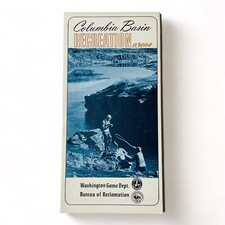 Columbia Basin
RECREATION areas
Washington Game Dept.
Bureau of Reclamation